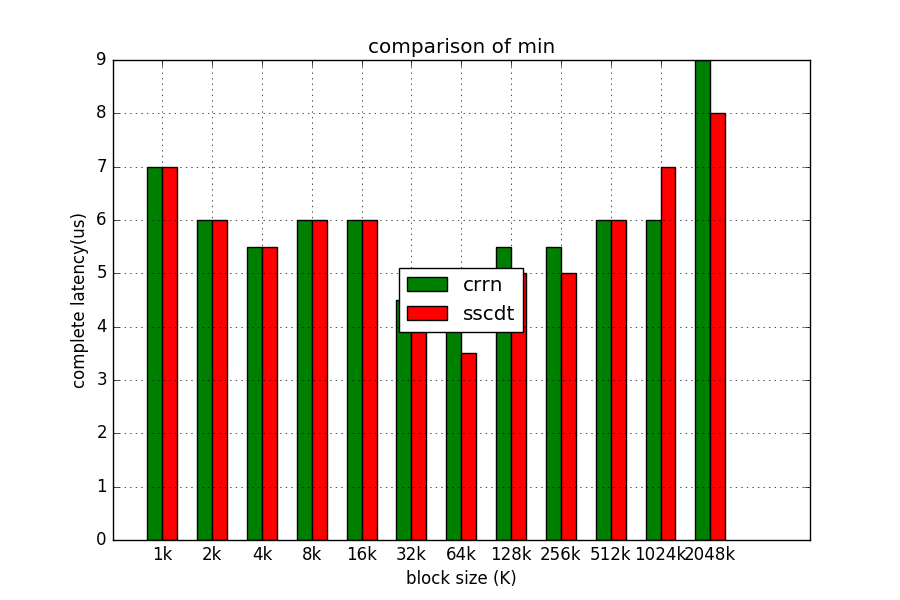 comparison of min
9
8
7
6
5
4
3
2
1
0
complete latency(us)
crrn
sscdt
1k 2k 4k 8k 16k 32k 64k 128k 256k 512k 1024k 2048k
block size (K)